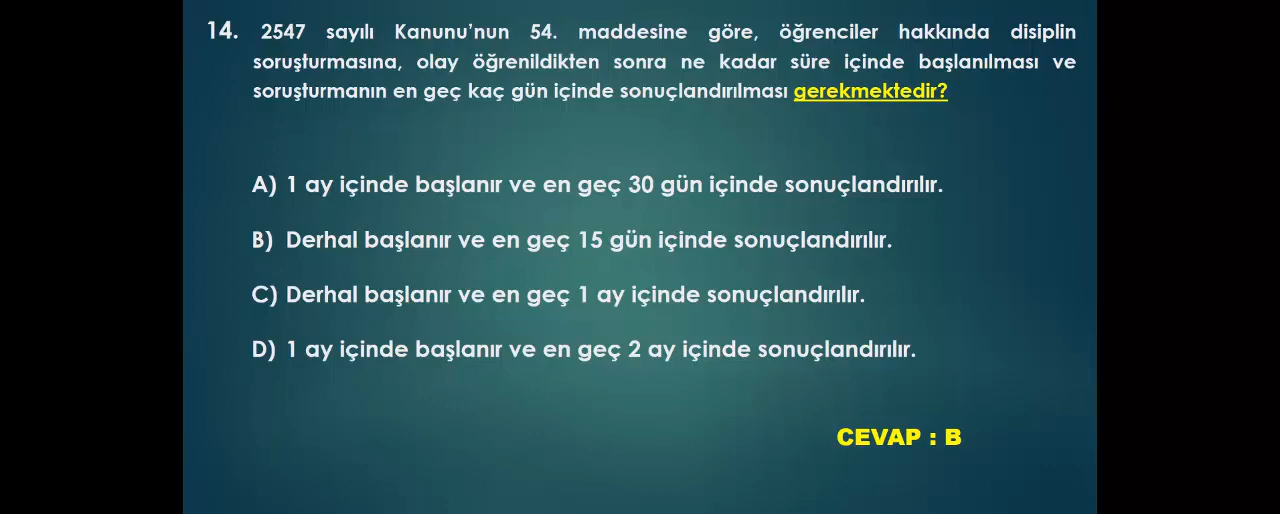 14. 2547 sayılı Kanunu’nun 54. maddesine göre, öğrenciler hakkında disiplin
soruşturmasına, olay öğrenildikten sonra ne kadar süre içinde başlanılması ve
soruşturmanın en geç kaç gün içinde sonuçlandırılması gerekmektedir?
A) 1 ay içinde başlanır ve en geç 30 gün içinde sonuçlandırılır.
B) Derhal başlanır ve en geç 15 gün içinde sonuçlandırılır.
C) Derhal başlanır ve en geç 1 ay içinde sonuçlandırılır.
D) 1 ay içinde başlanır ve en geç 2 ay içinde sonuçlandırılır.
CEVAP : B